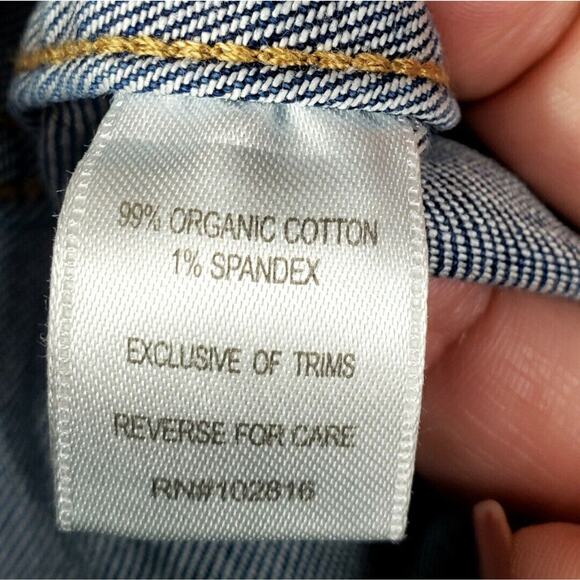 99% ORGANIC COTTON
1% SPANDEX
EXCLUSIVE OF TRIMS
REVERSE FOR CARE
RN#102816